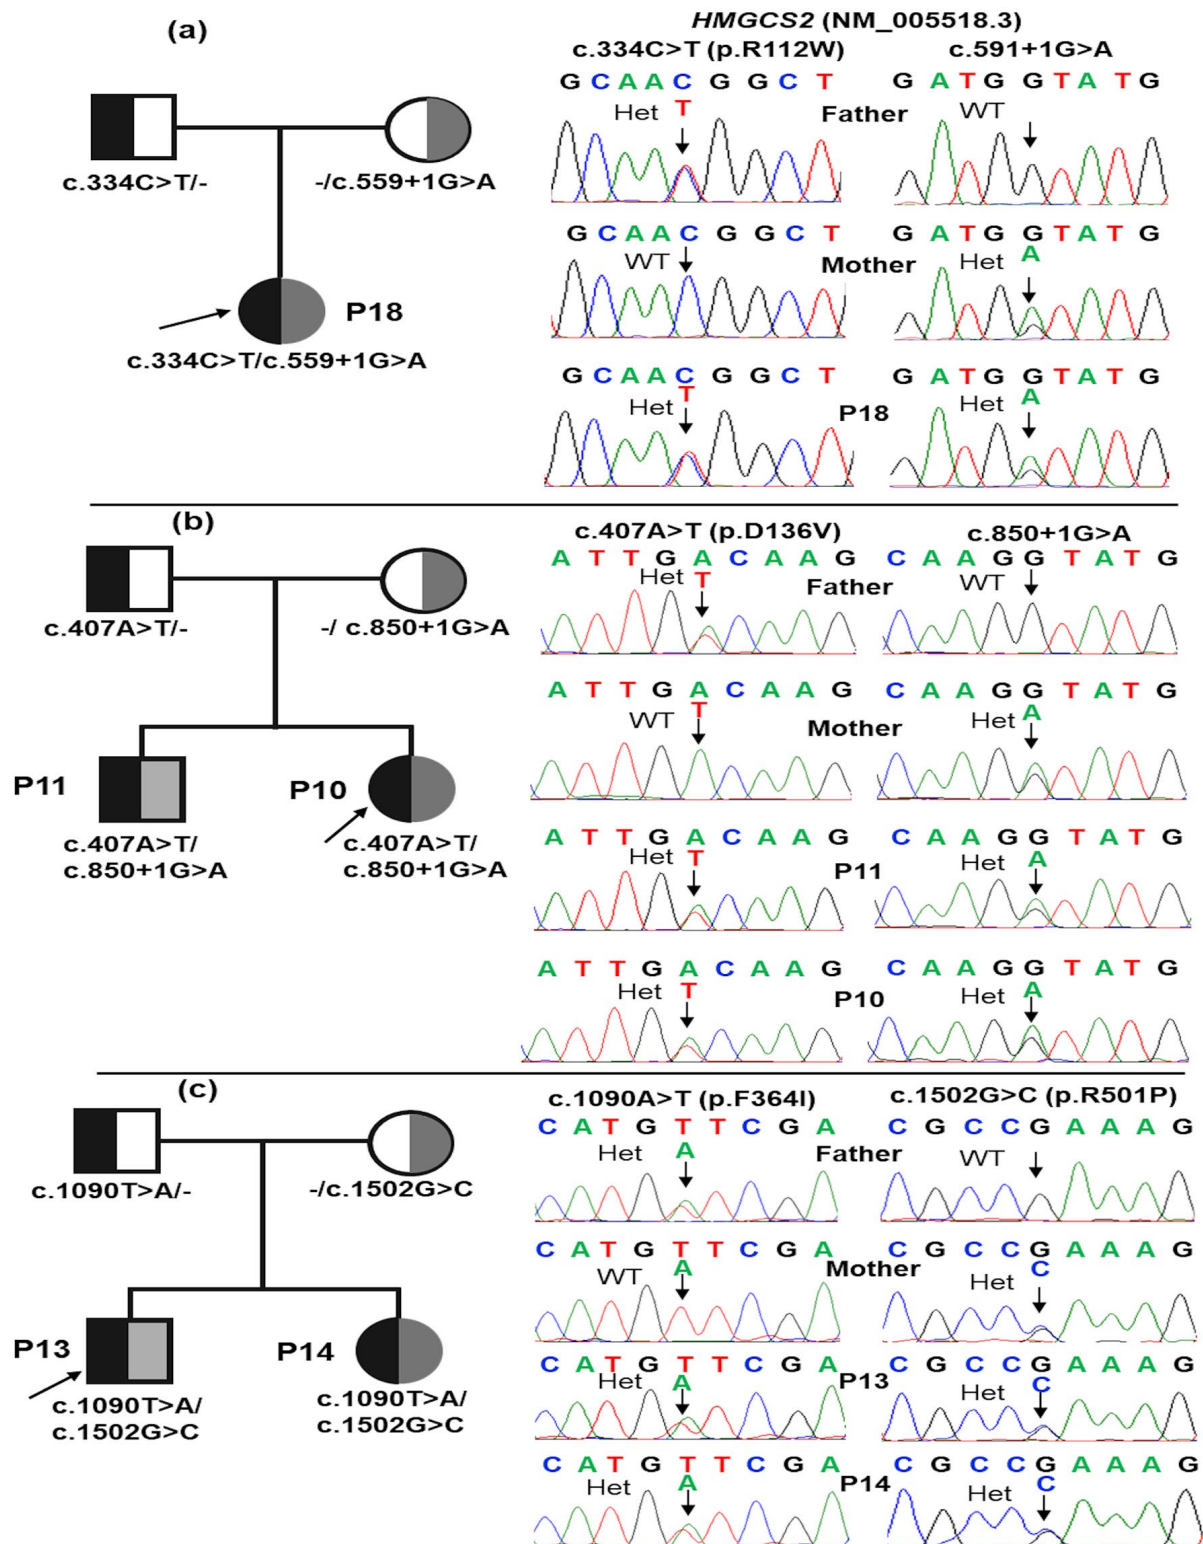 (a)
HMGCS2 (NM_005518.3)
c.334C>T (p.R112W)
c.591+1G>A
G C A A C G G C T
Het
T
Father
G A T G G T A T G
WT
c.334C>T/-
-/c.559+1G>A
G C A A C G G C T
WT
Mother
G A T G G T A T G
Het
A
P18
c.334C>T/c.559+1G>A
G C A A C G G C T
Het
T
P18
G A T G G T A T G
Het
A
(b)
c.407A>T (p.D136V)
c.850+1G>A
A T T G A C A A G
Het
T
Father
C A A G G T A T G
WT
c.407A>T/-
-/ c.850+1G>A
A T T G A C A A G
WT
T
Mother
C A A G G T A T G
Het
A
P11
c.407A>T/
c.850+1G>A
P10
c.407A>T/
c.850+1G>A
A T T G A C A A G
Het
T
P11
C A A G G T A T G
Het
A
A T T G A C A A G
Het
T
P10
C A A G G T A T G
Het
A
(c)
c.1090A>T (p.F364I)
c.1502G>C (p.R501P)
C A T G T T C G A
Het
A
Father
C G C C G A A A G
WT
c.1090T>A/-
-/c.1502G>C
C A T G T T C G A
WT
A
Mother
C G C C G A A A G
Het
C
P13
c.1090T>A/
c.1502G>C
P14
c.1090T>A/
c.1502G>C
C A T G T T C G A
Het
A
P13
C G C C G A A A G
Het
C
C A T G T T C G A
Het
A
P14
C G C C G A A A G
Het
C